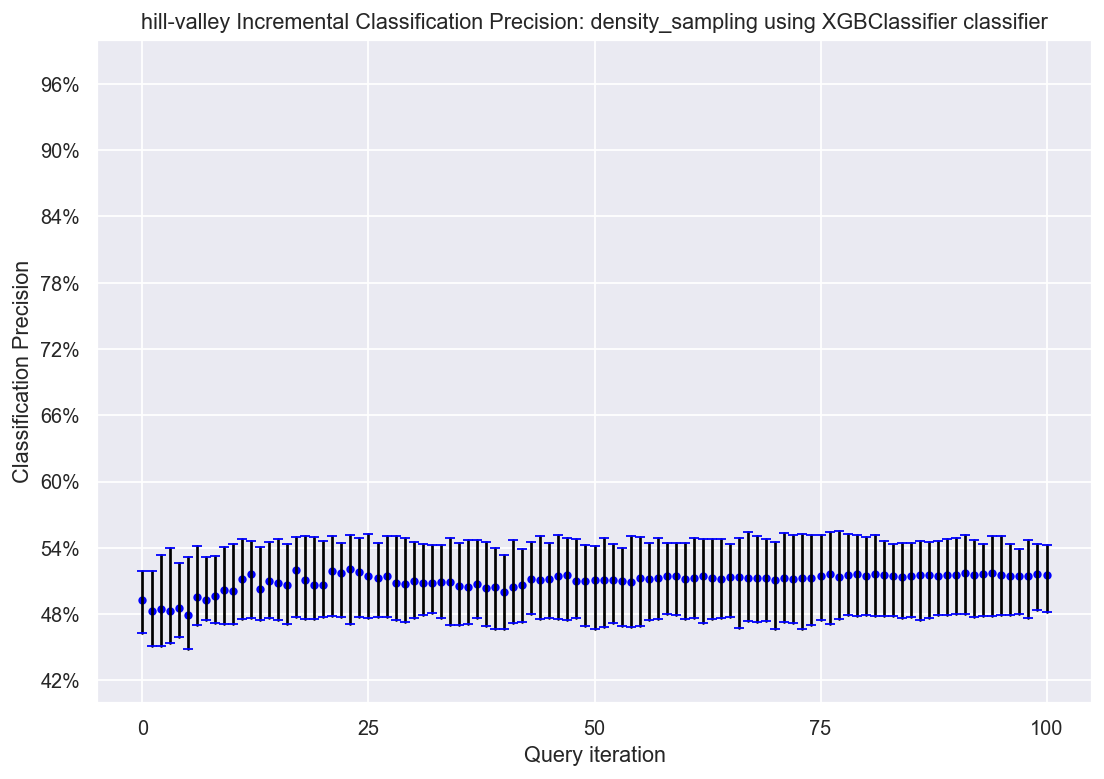 hill-valley Incremental Classification Precision: density_sampling using XGBClassifier classifier
96%
90%
84%
78%
72%
66%
60%
54%
48%
42%
Classification Precision
0 25 50 75 100
Query iteration